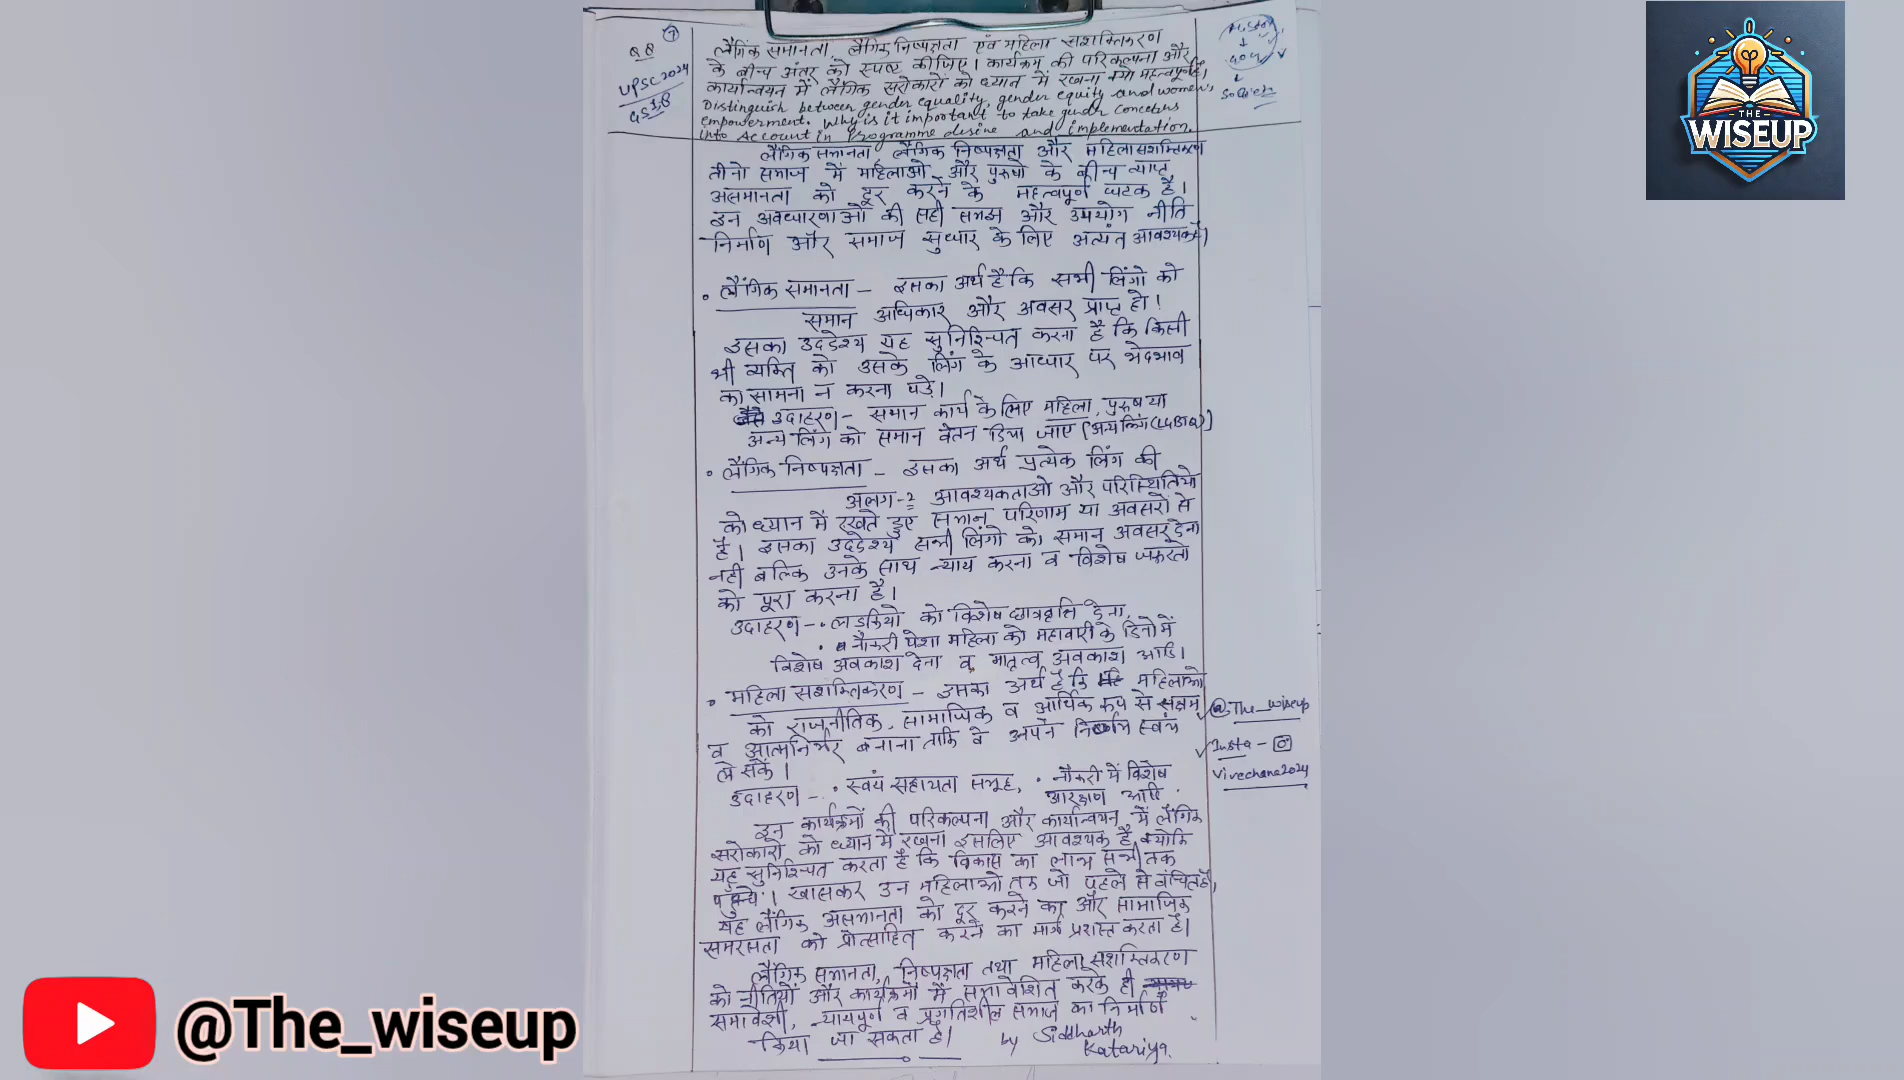 ⑦
Q 8
UPSC 2024
GS 1, 8
लैंगिक समानता, लैंगिक निष्पक्षता एवं महिला सशक्तिकरण
के बीच अंतर को स्पष्ट कीजिए। कार्यक्रम की परिकल्पना और
कार्यान्वयन में लैंगिक सरोकारों को ध्यान में रखना क्यों महत्वपूर्ण है।
Distinguish between gender equality, gender equity and women's
empowerment. Why is it important to take gender concerns
into Account in Programme desine and implementation.
History
↓
↓
Society
लैंगिक समानता, लैंगिक निष्पक्षता और महिला सशक्तिकरण
तीनो समाज में महिलाओ और पुरुषो के बीच व्याप्त
असमानता को दूर करने के महत्वपूर्ण घटक है।
इन अवधारणाओं की सही समझ और उपयोग नीति
निर्माण और समाज सुधार के लिए अत्यंत आवश्यक है।
• लैंगिक समानता – इसका अर्थ है कि सभी लिंगो को
समान अधिकार और अवसर प्राप्त हो।
इसका उद्देश्य यह सुनिश्चित करना है कि किसी
भी व्यक्ति को उसके लिंग के आधार पर भेदभाव
का सामना न करना पड़े।
उदाहरण – समान कार्य के लिए महिला, पुरुष या
अन्य लिंग को समान वेतन दिया जाए [अन्य लिंग (LGBTQ)]
• लैंगिक निष्पक्षता – इसका अर्थ प्रत्येक लिंग की
अलग-२ आवश्यकताओ और परिस्थितियो
को ध्यान में रखते हुए समान परिणाम या अवसरों से
है। इसका उद्देश्य सभी लिंगो को समान अवसर देना
नही बल्कि उनके साथ न्याय करना व विशेष जरूरतो
को पूरा करना है।
उदाहरण – • लडकियो को विशेष छात्रवृत्ति देना,
• नौकरी पेशा महिला को महावारी के दिनो में
विशेष अवकाश देना व मातृत्व अवकाश आदि।
• महिला सशक्तिकरण – इसका अर्थ है कि महिलाओ
को राजनीतिक, सामाजिक व आर्थिक रूप से सक्षम
व आत्मनिर्भर बनाना ताकि वे अपने निर्णय स्वंय
ले सकें।
उदाहरण – • स्वयं सहायता समूह, • नौकरी में विशेष
आरक्षण आदि
@The_wiseup
Insta –
Vivechana2024
इन कार्यक्रमों की परिकल्पना और कार्यान्वयन में लैंगिक
सरोकारो को ध्यान में रखना इसलिए आवश्यक है क्योकि
यह सुनिश्चित करता है कि विकास का लाभ सभी तक
पहुँचे। खासकर उन महिलाओ तक जो पहले से वंचित है,
यह लैंगिक असमानता को दूर करने का और सामाजिक
समरसता को प्रोत्साहित करने का मार्ग प्रशस्त करता है।
लैंगिक समानता, निष्पक्षता तथा महिला सशक्तिकरण
को नीतियों और कार्यक्रमों में समावेशित करके ही
समावेशी, न्यायपूर्ण व प्रगतिशील समाज का निर्माण
किया जा सकता है।
by Siddharth
Katariya
THE
WISEUP
@The_wiseup